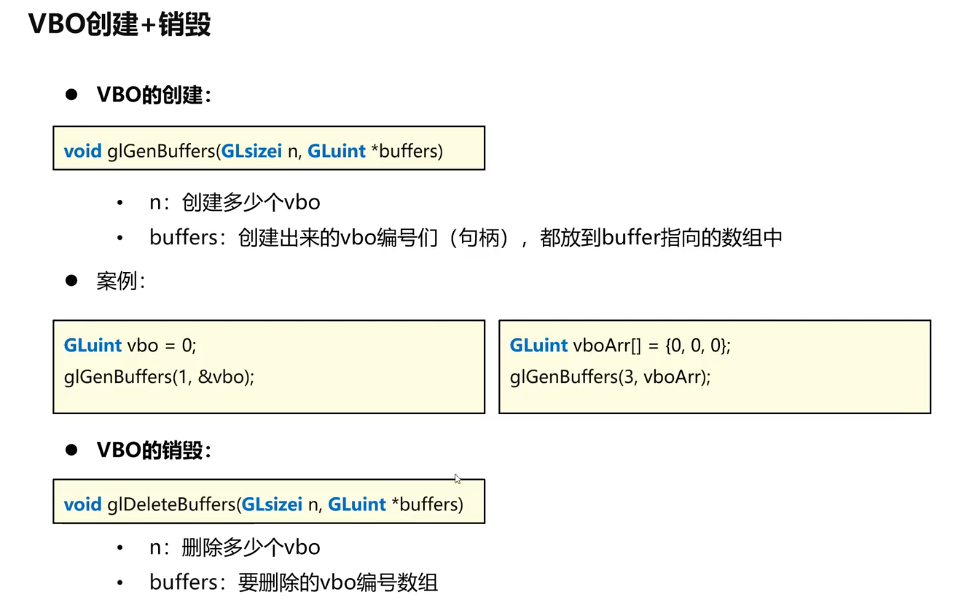 VBO创建+销毁
● VBO的创建：
void glGenBuffers(GLsizei n, GLuint *buffers)
• n：创建多少个vbo
• buffers：创建出来的vbo编号们（句柄），都放到buffer指向的数组中
● 案例：
GLuint vbo = 0;
glGenBuffers(1, &vbo);
GLuint vboArr[] = {0, 0, 0};
glGenBuffers(3, vboArr);
● VBO的销毁：
void glDeleteBuffers(GLsizei n, GLuint *buffers)
• n：删除多少个vbo
• buffers：要删除的vbo编号数组